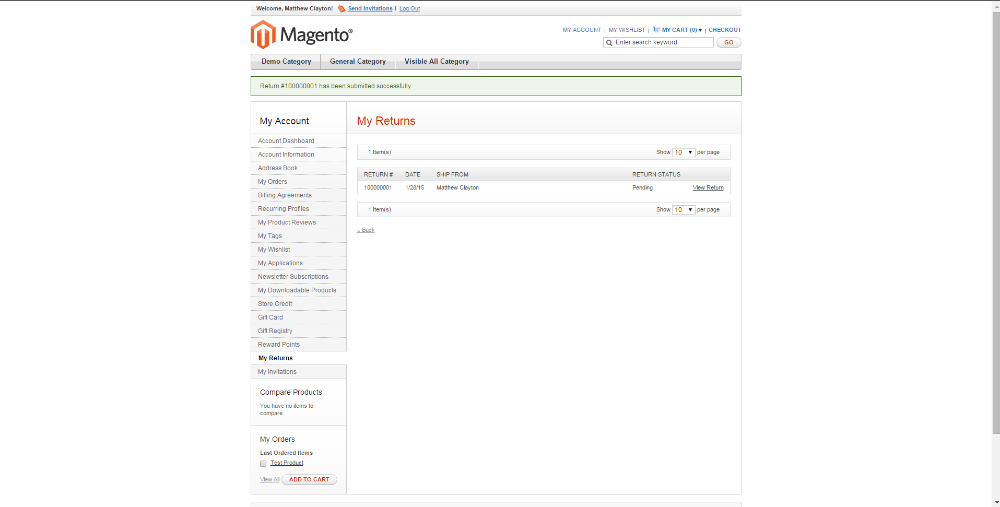 Welcome, Matthew Clayton! Send Invitations | Log Out
Magento®
MY ACCOUNT | MY WISHLIST | MY CART (0) ▾ | CHECKOUT
Enter search keyword GO
Demo Category General Category Visible All Category
Return #100000001 has been submitted successfully
My Account
Account Dashboard
Account Information
Address Book
My Orders
Billing Agreements
Recurring Profiles
My Product Reviews
My Tags
My Wishlist
My Applications
Newsletter Subscriptions
My Downloadable Products
Store Credit
Gift Card
Gift Registry
Reward Points
My Returns
My Invitations
Compare Products
You have no items to
compare.
My Orders
Last Ordered Items
Test Product
View All ADD TO CART
My Returns
1 Item(s) Show 10 per page
RETURN # DATE SHIP FROM RETURN STATUS
100000001 1/28/15 Matthew Clayton Pending View Return
1 Item(s) Show 10 per page
« Back